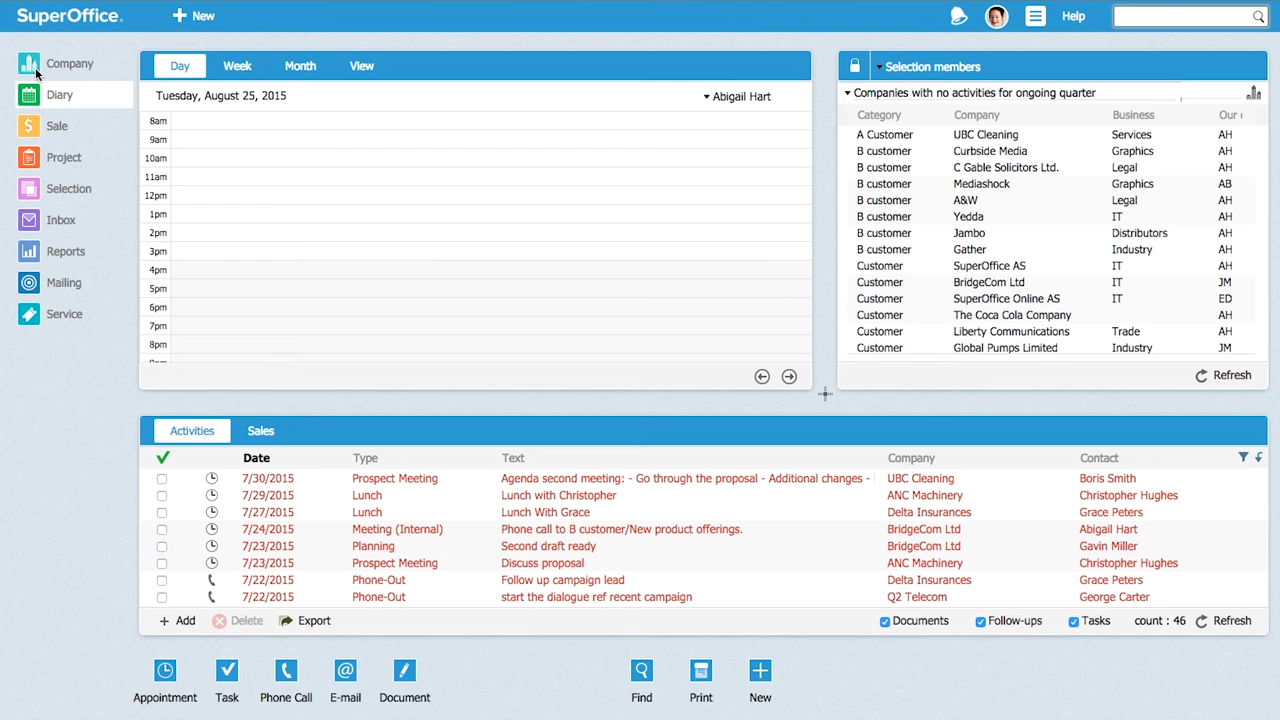 SuperOffice.
New
Help
Company
Diary
Sale
Project
Selection
Inbox
Reports
Mailing
Service
Day Week Month View
Tuesday, August 25, 2015 Abigail Hart
8am
9am
10am
11am
12pm
1pm
2pm
3pm
4pm
5pm
6pm
7pm
8pm
Selection members
Companies with no activities for ongoing quarter
Category Company Business Our
A Customer UBC Cleaning Services AH
B customer Curbside Media Graphics AH
B customer C Gable Solicitors Ltd. Legal AH
B customer Mediashock Graphics AB
B customer A&W Legal AH
B customer Yedda IT AH
B customer Jambo Distributors AH
B customer Gather Industry AH
Customer SuperOffice AS IT AH
Customer BridgeCom Ltd IT JM
Customer SuperOffice Online AS IT ED
Customer The Coca Cola Company AH
Customer Liberty Communications Trade AH
Customer Global Pumps Limited Industry JM
Refresh
Activities Sales
Date Type Text Company Contact
7/30/2015 Prospect Meeting Agenda second meeting: - Go through the proposal - Additional changes - UBC Cleaning Boris Smith
7/29/2015 Lunch Lunch with Christopher ANC Machinery Christopher Hughes
7/27/2015 Lunch Lunch With Grace Delta Insurances Grace Peters
7/24/2015 Meeting (Internal) Phone call to B customer/New product offerings. BridgeCom Ltd Abigail Hart
7/23/2015 Planning Second draft ready BridgeCom Ltd Gavin Miller
7/23/2015 Prospect Meeting Discuss proposal ANC Machinery Christopher Hughes
7/22/2015 Phone-Out Follow up campaign lead Delta Insurances Grace Peters
7/22/2015 Phone-Out start the dialogue ref recent campaign Q2 Telecom George Carter
Add Delete Export Documents Follow-ups Tasks count : 46 Refresh
Appointment Task Phone Call E-mail Document Find Print New